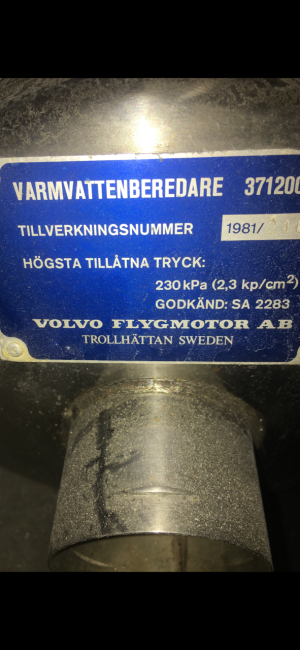 VARMVATTENBEREDARE 371200
TILLVERKNINGSNUMMER 1981/
HÖGSTA TILLÅTNA TRYCK:
230 kPa (2,3 kp/cm²)
GODKÄND: SA 2283
VOLVO FLYGMOTOR AB
TROLLHÄTTAN SWEDEN